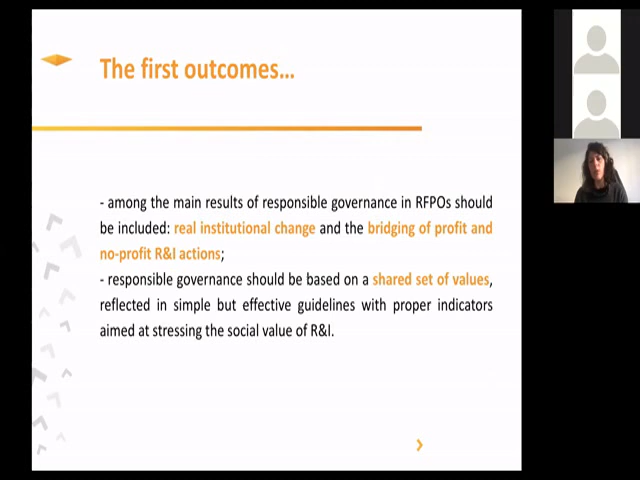 The first outcomes...
- among the main results of responsible governance in RFPOs should
be included: real institutional change and the bridging of profit and
no-profit R&I actions;
- responsible governance should be based on a shared set of values,
reflected in simple but effective guidelines with proper indicators
aimed at stressing the social value of R&I.